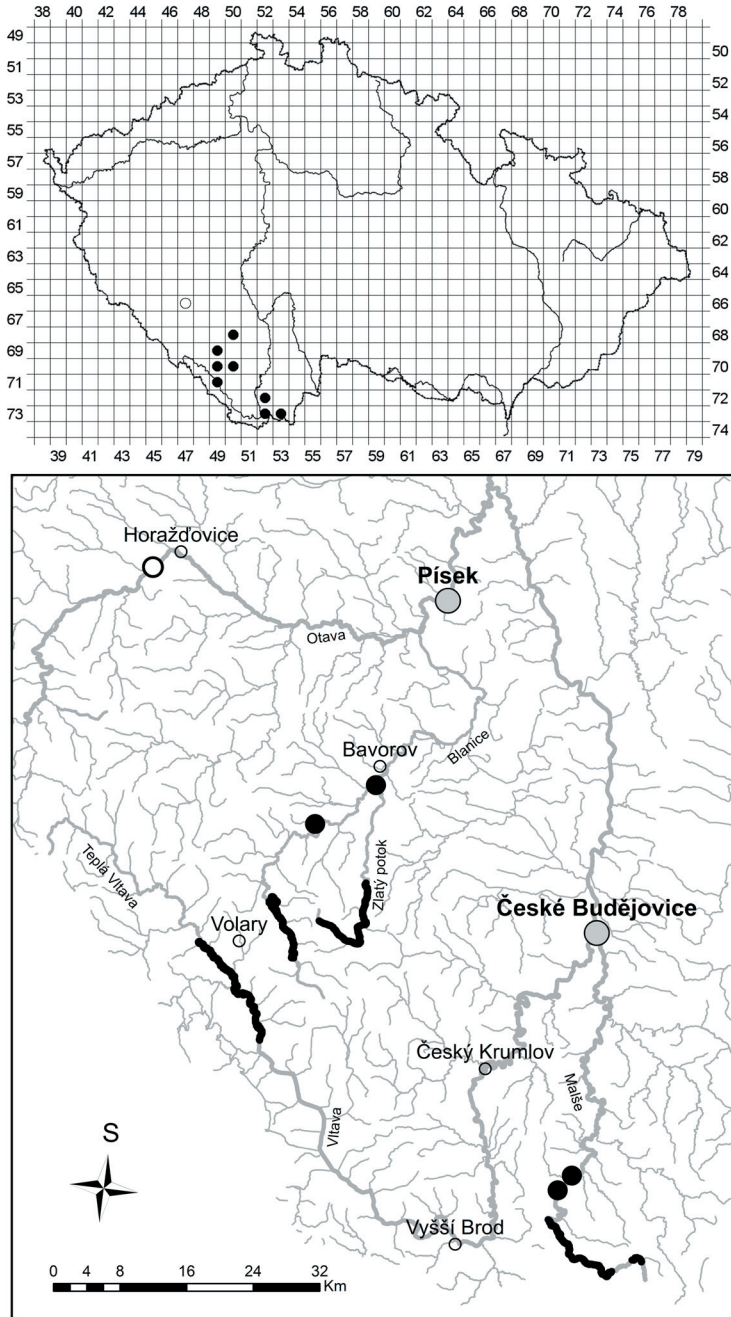 40 42 44 46 48 50 52 54 56 58 60 62 64 66 68 70 72 74 76 78
49
50
51
52
53
54
55
56
57
58
59
60
61
62
63
64
65
66
67
68
69
70
71
72
73
74
39 41 43 45 47 49 51 53 55 57 59 61 63 65 67 69 71 73 75 77 79
Horažďovice
Písek
Otava
Blanice
Bavorov
Teplá Vltava
Zlatý potok
Volary
České Budějovice
Český Krumlov
Malše
Vltava
S
Vyšší Brod
0 4 8 16 24 32
Km